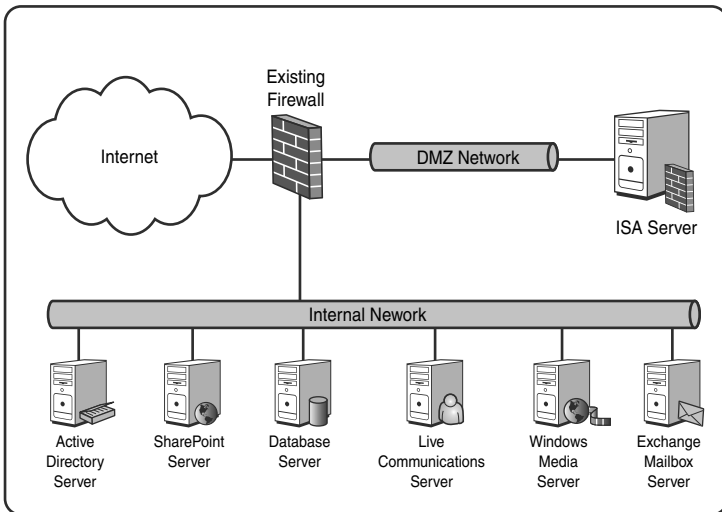 Existing
Firewall
Internet
DMZ Network
ISA Server
Internal Nework
Active
Directory
Server
SharePoint
Server
Database
Server
Live
Communications
Server
Windows
Media
Server
Exchange
Mailbox
Server